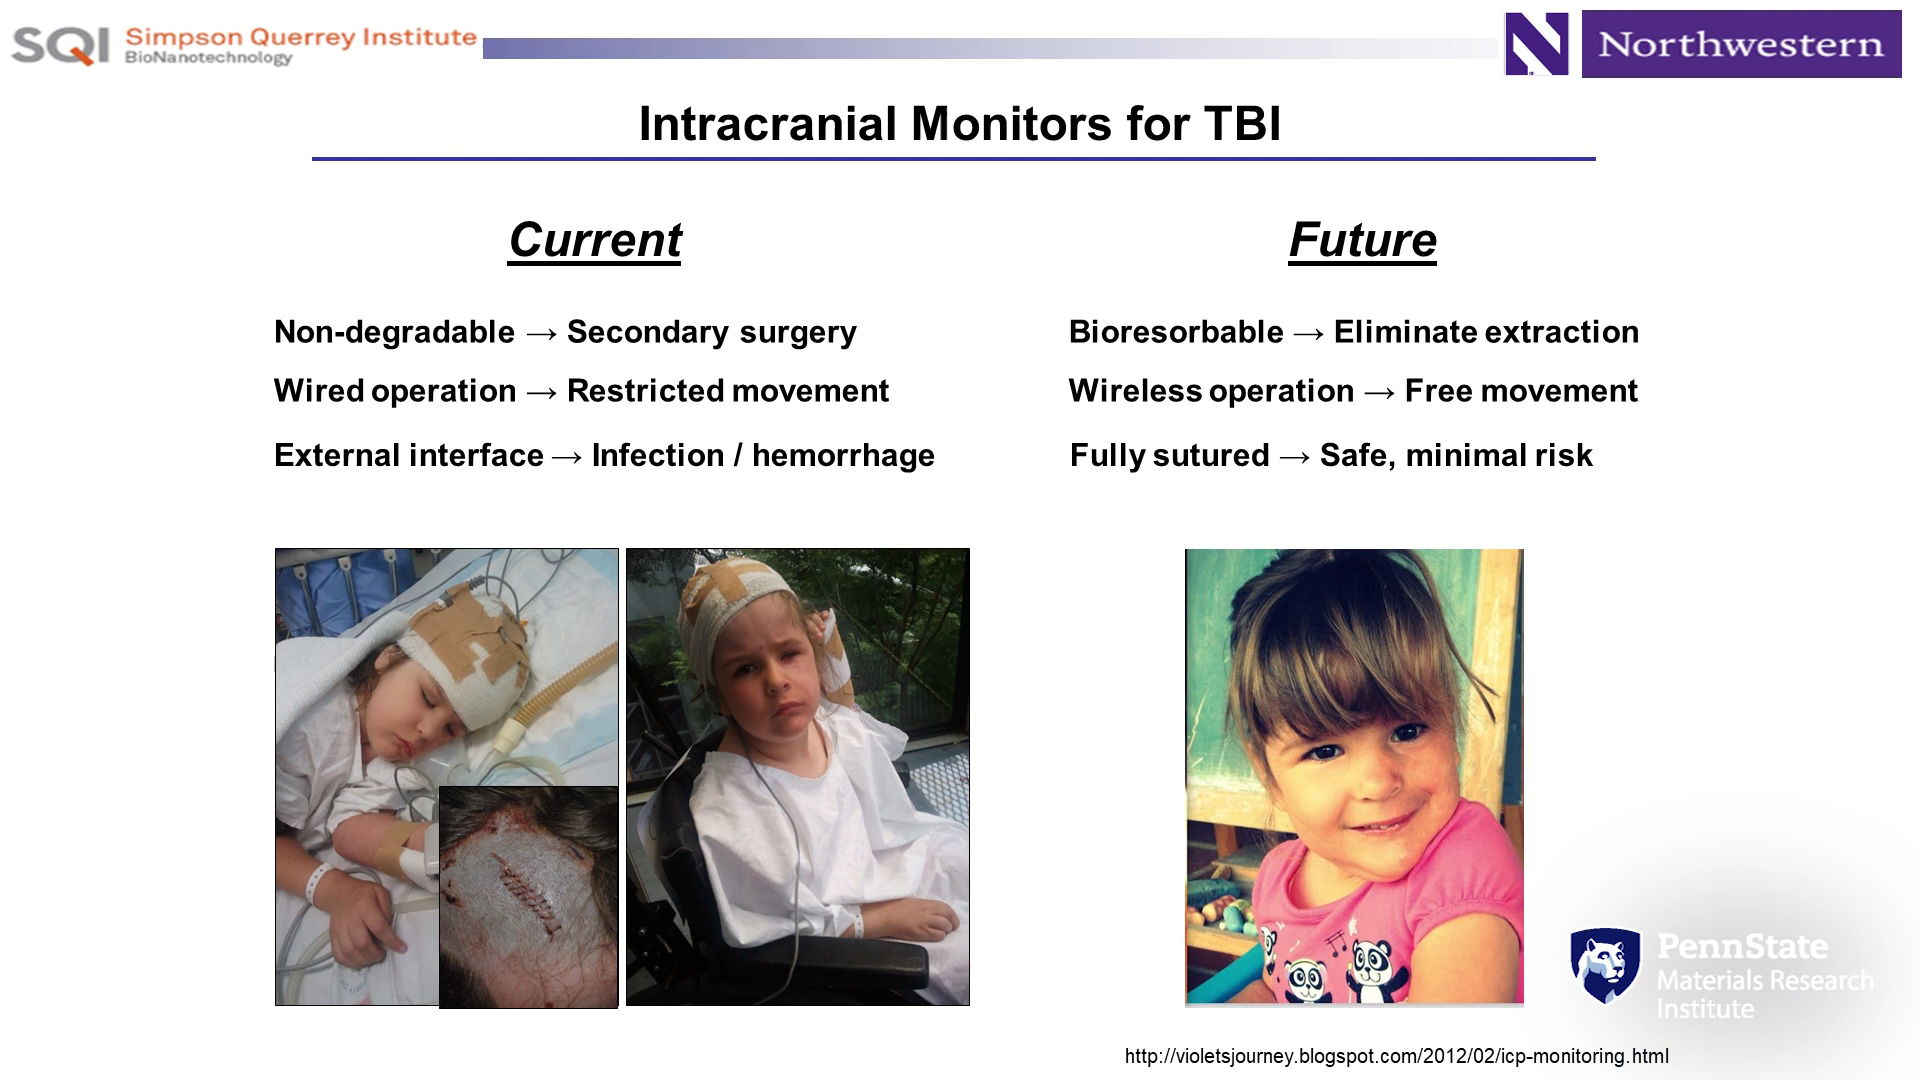 SQI Simpson Querrey Institute
BioNanotechnology
N Northwestern
Intracranial Monitors for TBI
Current
Non-degradable → Secondary surgery
Wired operation → Restricted movement
External interface → Infection / hemorrhage
Future
Bioresorbable → Eliminate extraction
Wireless operation → Free movement
Fully sutured → Safe, minimal risk
PennState
Materials Research
Institute
http://violetsjourney.blogspot.com/2012/02/icp-monitoring.html